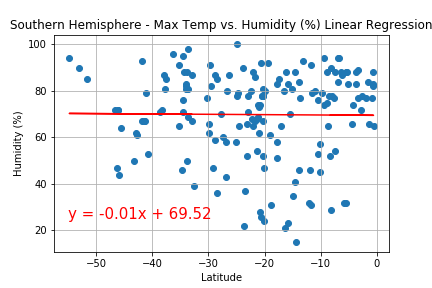 Southern Hemisphere - Max Temp vs. Humidity (%) Linear Regression
100
80
60
40
20
Humidity (%)
y = -0.01x + 69.52
−50
−40
−30
−20
−10
0
Latitude